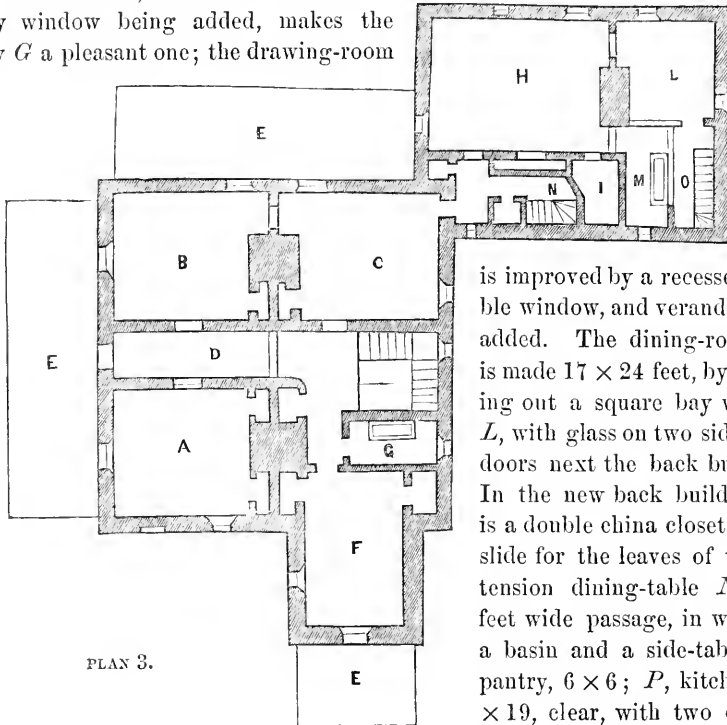 y window being added, makes the
G a pleasant one; the drawing-room
H
L
E
M
O
N
I
B
C
is improved by a recesse
ble window, and verand
added. The dining-ro
E
D
is made 17 × 24 feet, by
ing out a square bay w
L, with glass on two sid
A
G
doors next the back bu
In the new back build
is a double china closet
slide for the leaves of
F
tension dining-table
feet wide passage, in w
PLAN 3.
E
a basin and a side-tab
pantry, 6 × 6; P, kitch
× 19, clear, with two